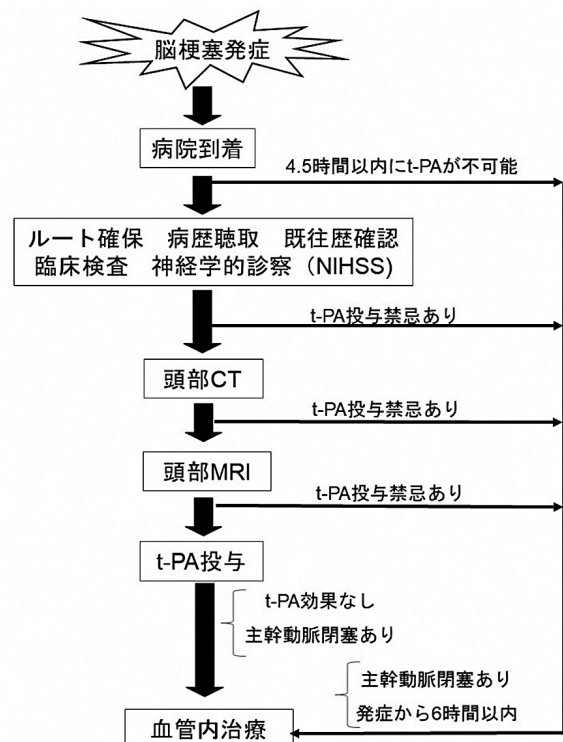 脳梗塞発症
病院到着
4.5時間以内にt-PAが不可能
ルート確保 病歴聴取 既往歴確認
臨床検査 神経学的診察（NIHSS)
t-PA投与禁忌あり
頭部CT
t-PA投与禁忌あり
頭部MRI
t-PA投与禁忌あり
t-PA投与
t-PA効果なし
主幹動脈閉塞あり
主幹動脈閉塞あり
発症から6時間以内
血管内治療